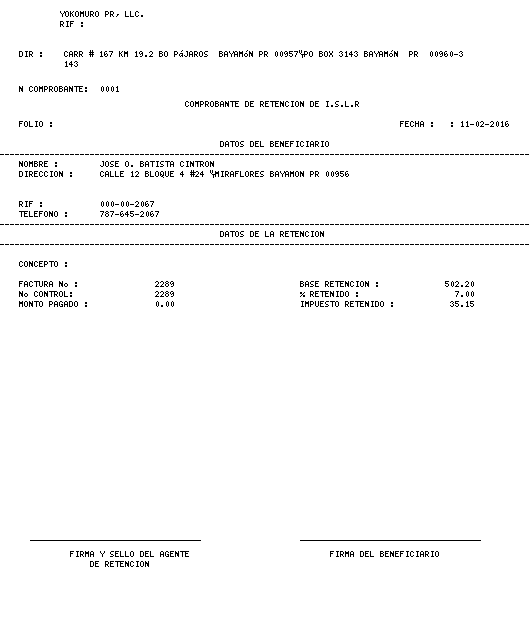 YOKOMURO PR, LLC.
RIF :
DIR : CARR # 167 KM 19.2 BO PáJAROS BAYAMóN PR 00957½PO BOX 3143 BAYAMóN PR 00960-3
143
N COMPROBANTE: 0001
COMPROBANTE DE RETENCION DE I.S.L.R
FOLIO : FECHA : : 11-02-2016
DATOS DEL BENEFICIARIO
NOMBRE : JOSE O. BATISTA CINTRON
DIRECCION : CALLE 12 BLOQUE 4 #24 ½MIRAFLORES BAYAMON PR 00956
RIF : 000-00-2067
TELEFONO : 787-645-2067
DATOS DE LA RETENCION
CONCEPTO :
FACTURA No : 2289 BASE RETENCION : 502.20
No CONTROL: 2289 % RETENIDO : 7.00
MONTO PAGADO : 0.00 IMPUESTO RETENIDO : 35.15
FIRMA Y SELLO DEL AGENTE FIRMA DEL BENEFICIARIO
DE RETENCION